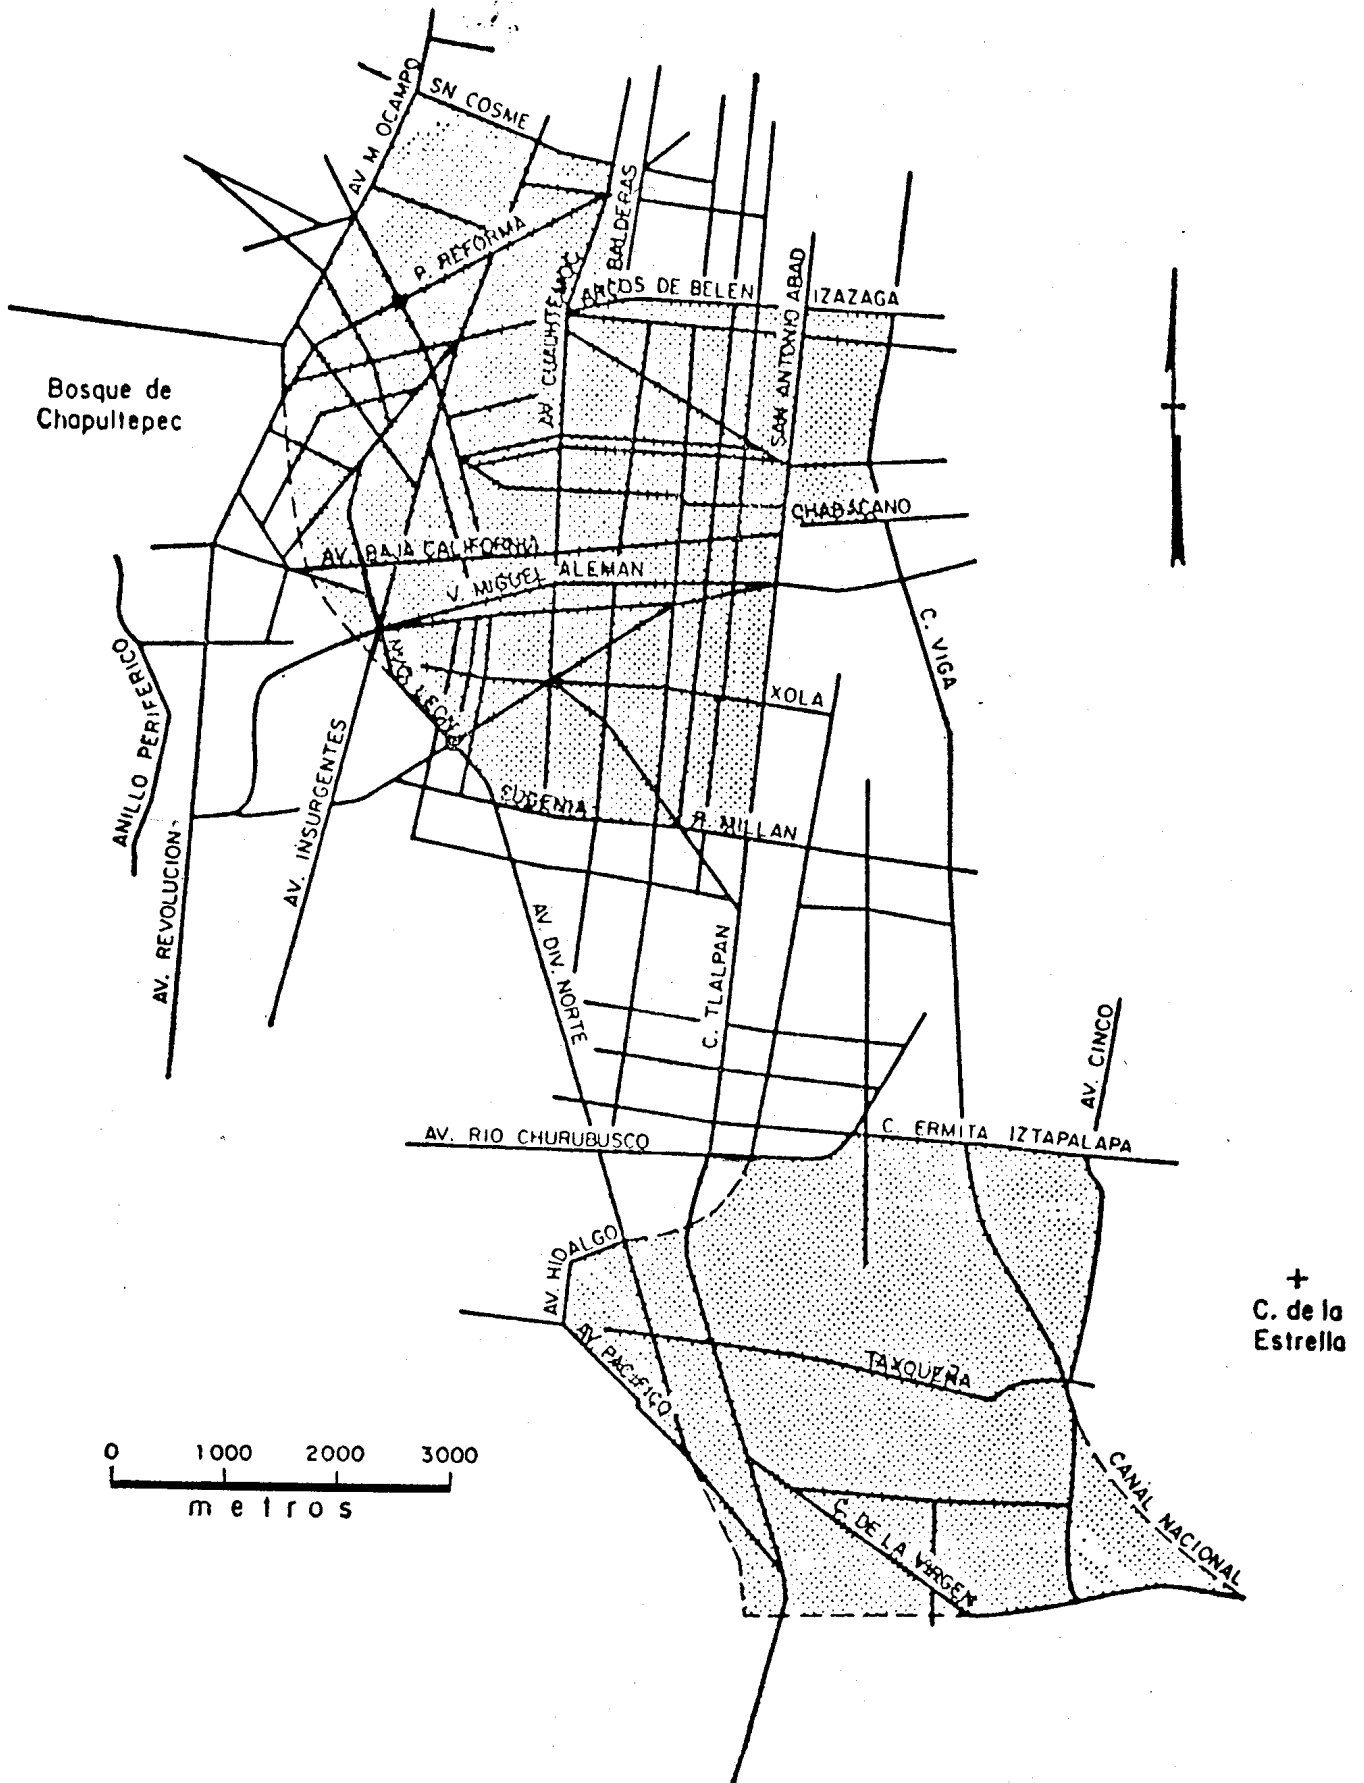 SN COSME
AV M OCAMPO
P. REFORMA
BALDERAS
AV CUAUHTEMOC
ARCOS DE BELEN
SAN ANTONIO ABAD
IZAZAGA
Bosque de
Chapultepec
CHABACANO
AV. BAJA CALIFORNIA
V. MIGUEL ALEMAN
C. VIGA
XOLA
ANILLO PERIFERICO
AV. INSURGENTES
EUGENIA
A. MILLAN
AV. REVOLUCION
AV. DIV. NORTE
C. TLALPAN
AV. CINCO
AV. RIO CHURUBUSCO
C. ERMITA IZTAPALAPA
AV HIDALGO
C. de la
Estrella
AV. PACIFICO
TAXQUEÑA
0 1000 2000 3000
metros
C. DE LA VIRGEN
CANAL NACIONAL